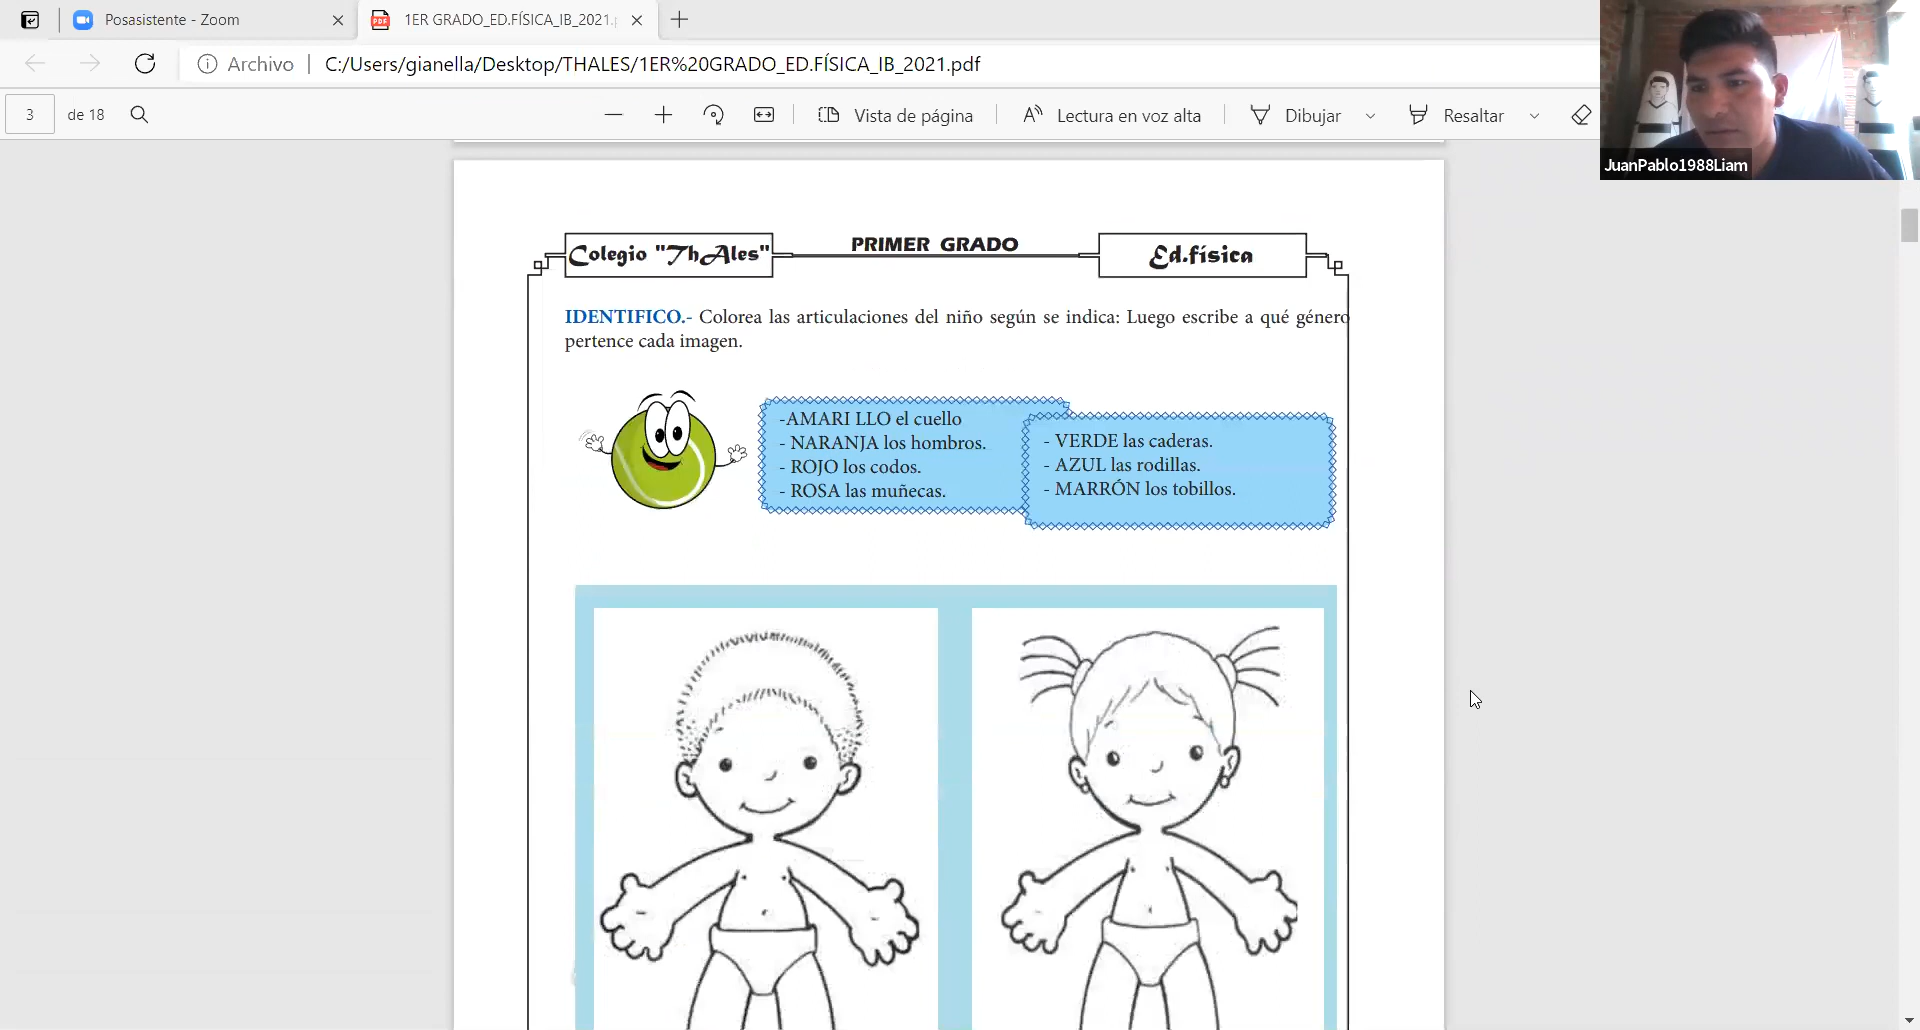 Posasistente - Zoom
1ER GRADO_ED.FÍSICA_IB_2021.p
Archivo
C:/Users/gianella/Desktop/THALES/1ER%20GRADO_ED.FÍSICA_IB_2021.pdf
3 de 18
Vista de página
Lectura en voz alta
Dibujar
Resaltar
JuanPablo1988Liam
Colegio "ThAles"
PRIMER GRADO
Ed.física
IDENTIFICO.- Colorea las articulaciones del niño según se indica: Luego escribe a qué género
pertence cada imagen.
-AMARI LLO el cuello
- NARANJA los hombros.
- ROJO los codos.
- ROSA las muñecas.
- VERDE las caderas.
- AZUL las rodillas.
- MARRÓN los tobillos.